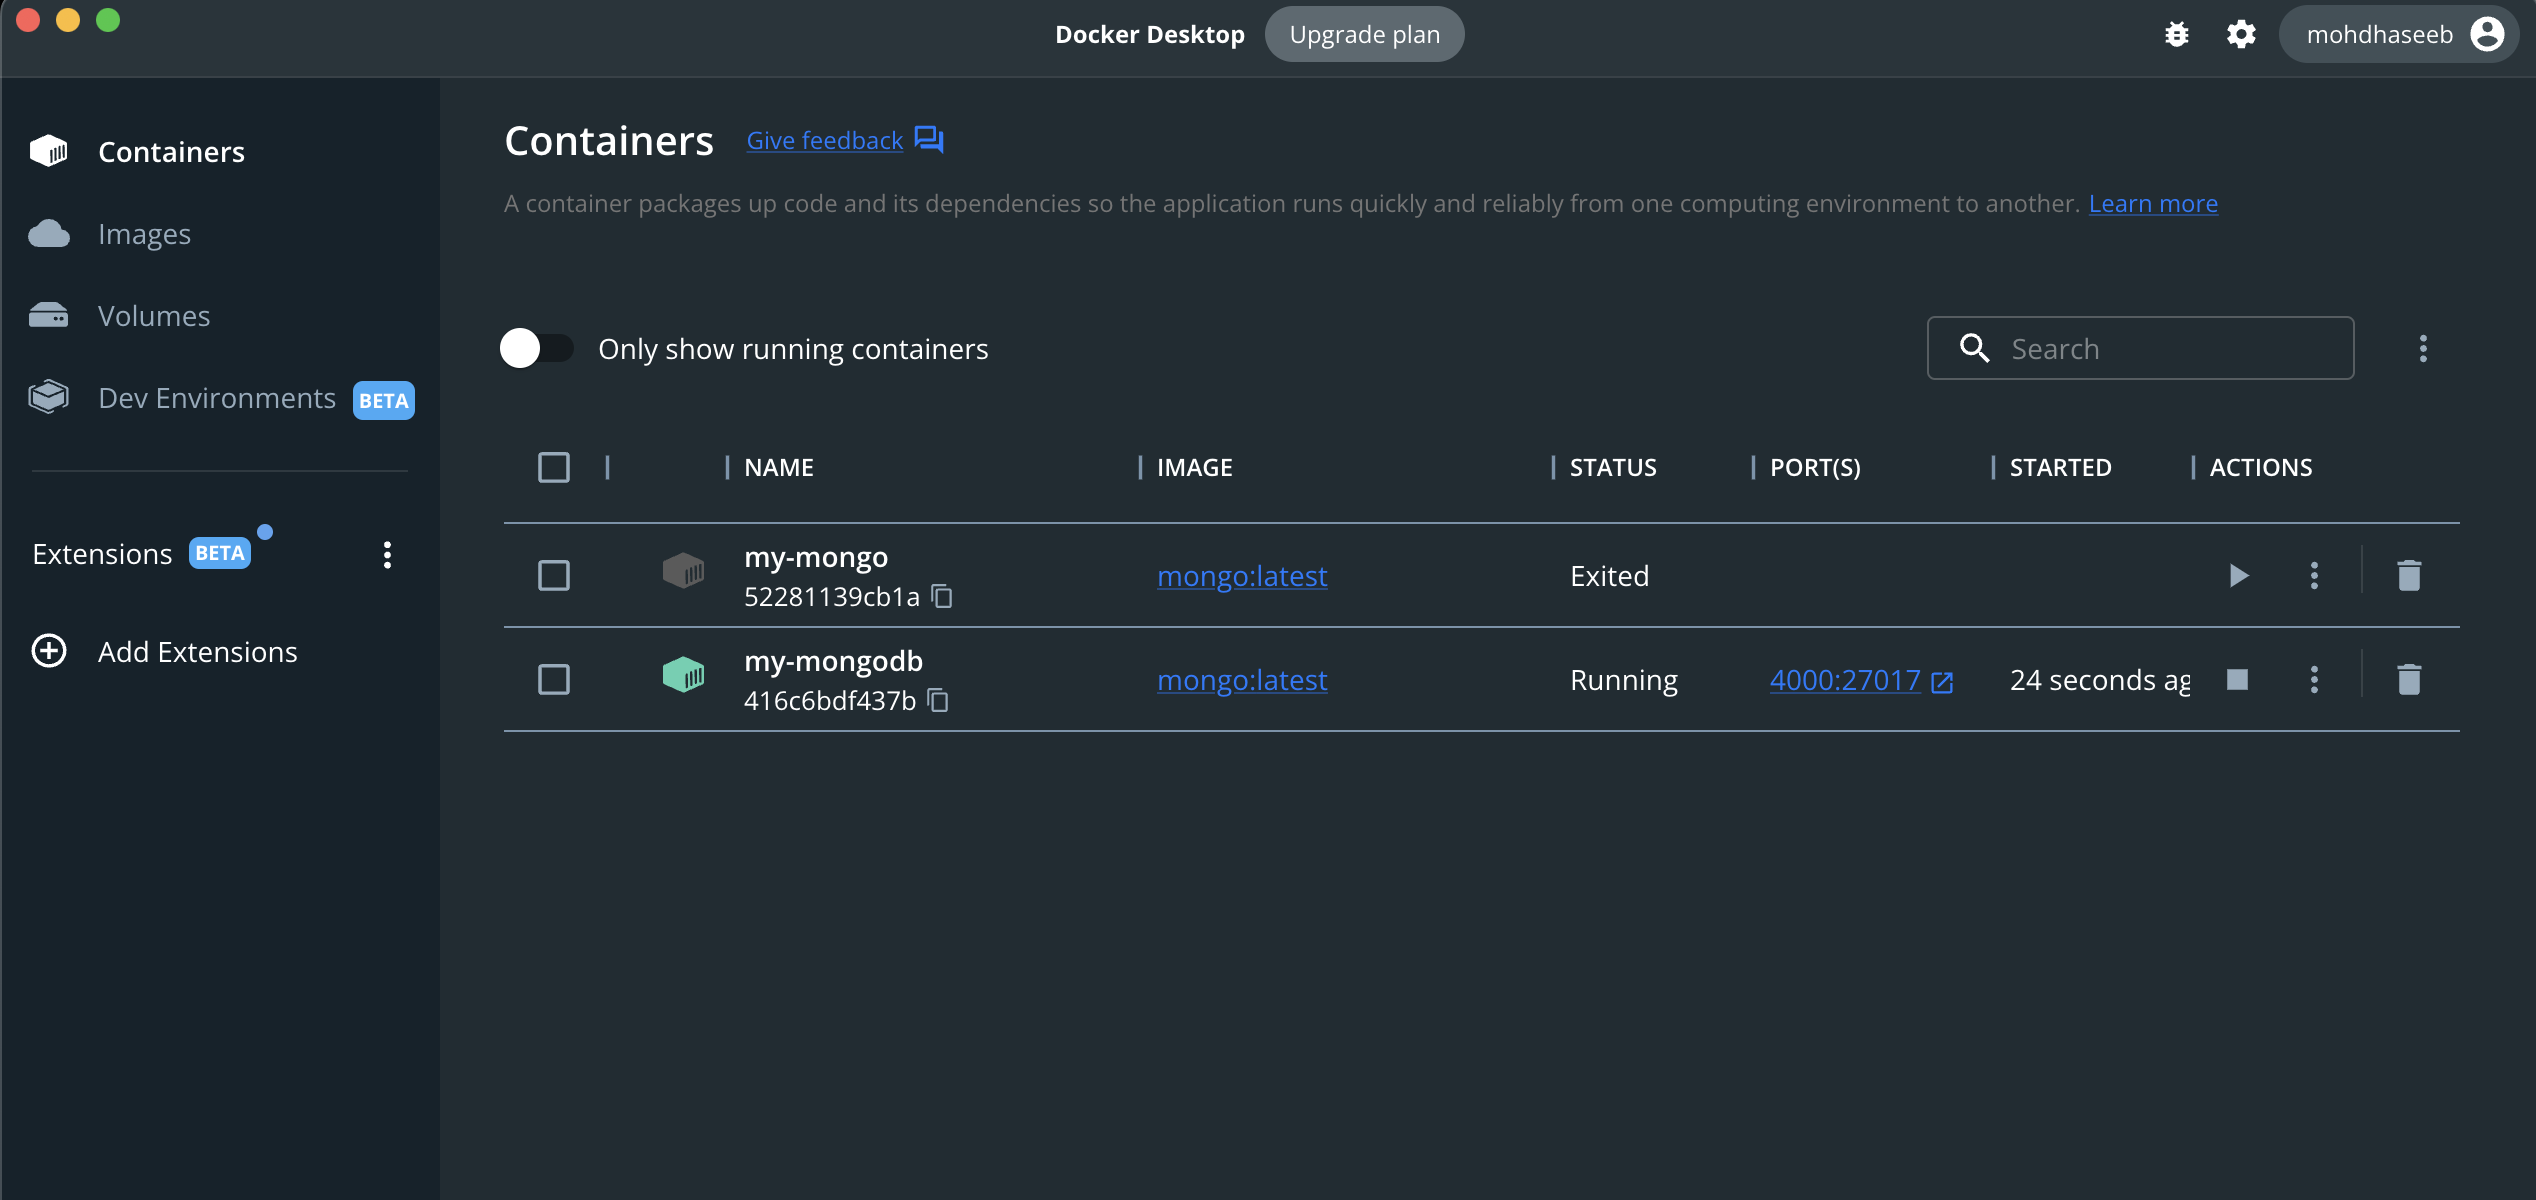 Docker Desktop Upgrade plan mohdhaseeb
Containers
Images
Volumes
Dev Environments BETA
Extensions BETA
Add Extensions
Containers Give feedback
A container packages up code and its dependencies so the application runs quickly and reliably from one computing environment to another. Learn more
Only show running containers Search
NAME IMAGE STATUS PORT(S) STARTED ACTIONS
my-mongo
52281139cb1a mongo:latest Exited
my-mongodb
416c6bdf437b mongo:latest Running 4000:27017 24 seconds ag